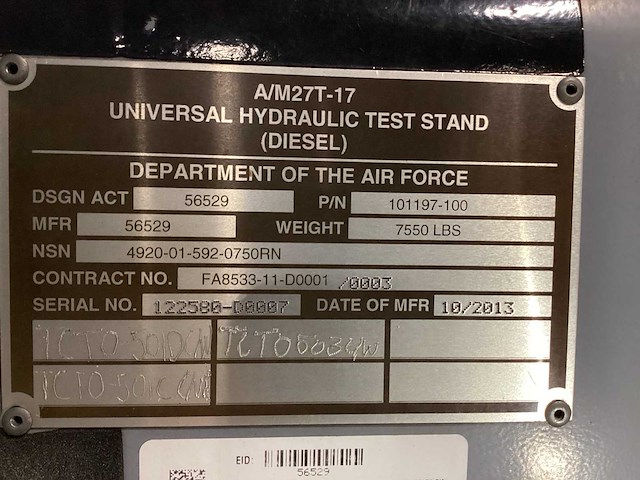 A/M27T-17
UNIVERSAL HYDRAULIC TEST STAND
(DIESEL)
DEPARTMENT OF THE AIR FORCE
DSGN ACT 56529 P/N 101197-100
MFR 56529 WEIGHT 7550 LBS
NSN 4920-01-592-0750RN
CONTRACT NO. FA8533-11-D0001 /0003
SERIAL NO. 122580-D0007 DATE OF MFR 10/2013
EID:
56529